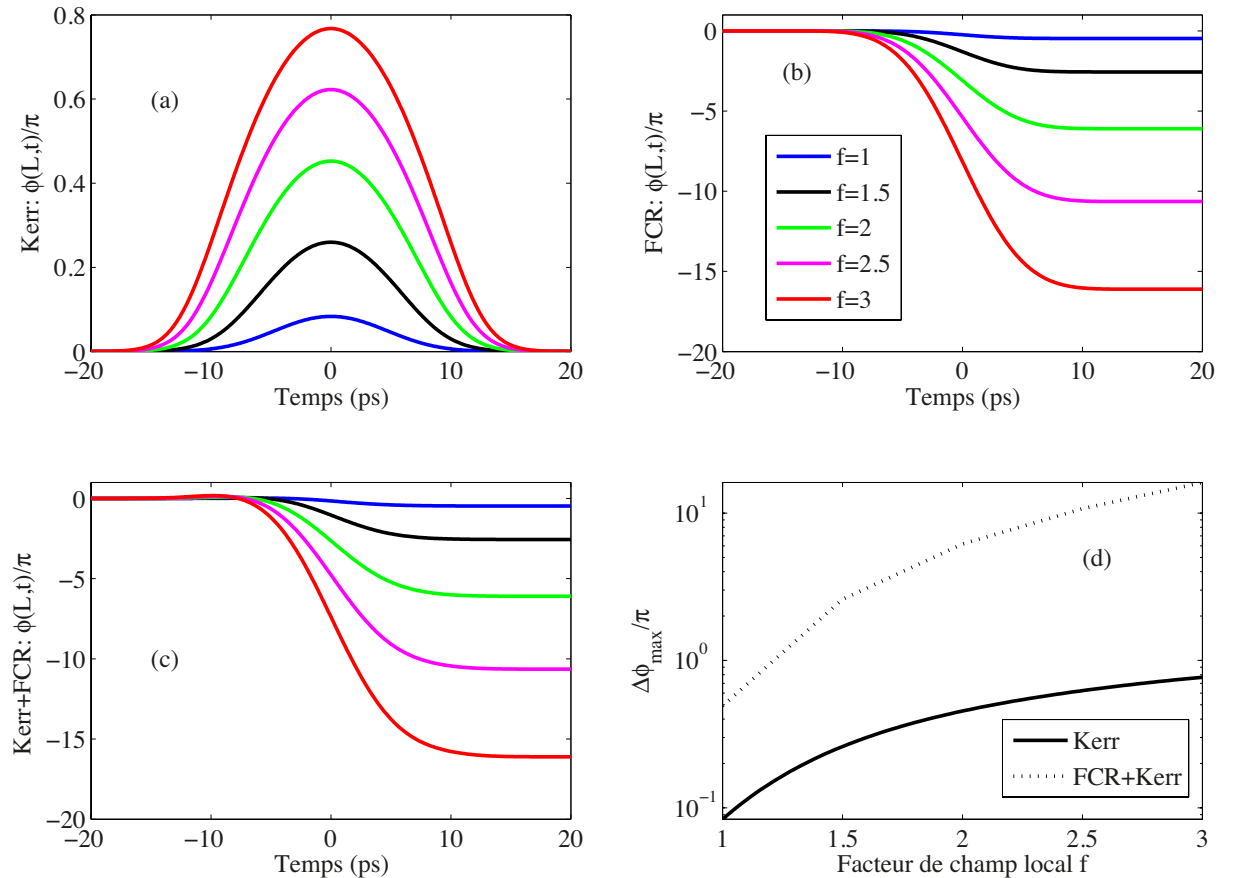 0.8
0.6
0.4
0.2
0
−20
−10
0
10
20
Temps (ps)
Kerr: ϕ(L,t)/π
(a)
0
−5
−10
−15
−20
−20
−10
0
10
20
Temps (ps)
FCR: ϕ(L,t)/π
(b)
f=1
f=1.5
f=2
f=2.5
f=3
0
−5
−10
−15
−20
−20
−10
0
10
20
Temps (ps)
Kerr+FCR: ϕ(L,t)/π
(c)
10¹
10⁰
10⁻¹
1
1.5
2
2.5
3
Facteur de champ local f
Δϕmax/π
(d)
Kerr
FCR+Kerr